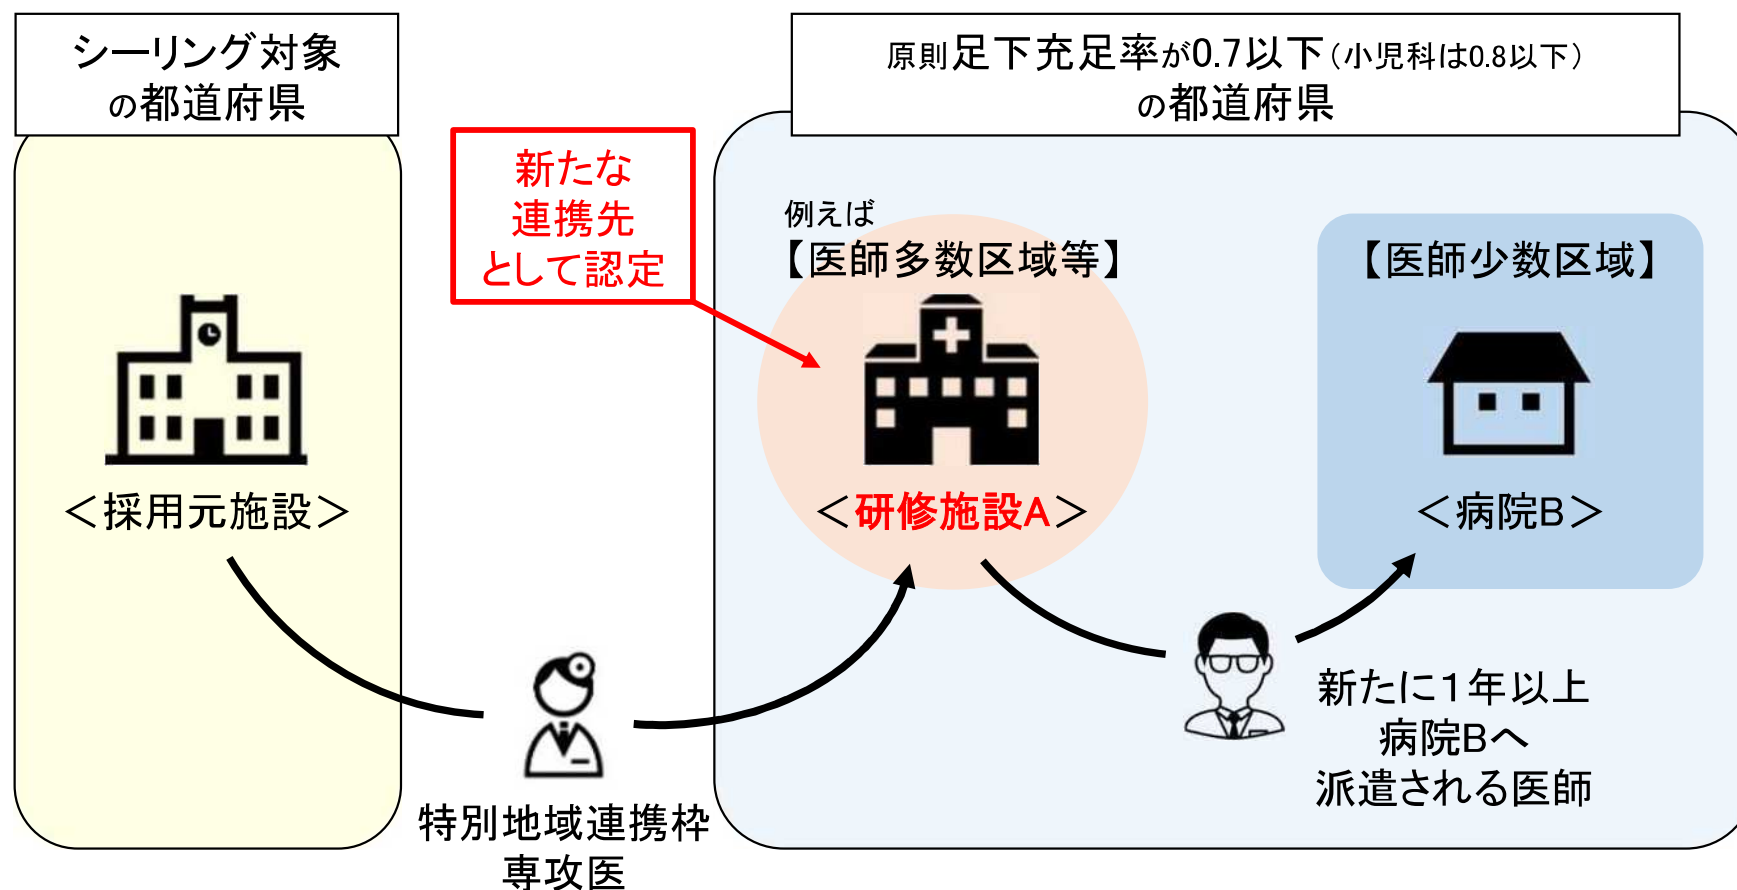 シーリング対象
の都道府県
原則足下充足率が0.7以下（小児科は0.8以下）
の都道府県
新たな
連携先
として認定
例えば
【医師多数区域等】
【医師少数区域】
＜採用元施設＞
＜研修施設A＞
＜病院B＞
特別地域連携枠
専攻医
新たに１年以上
病院Bへ
派遣される医師